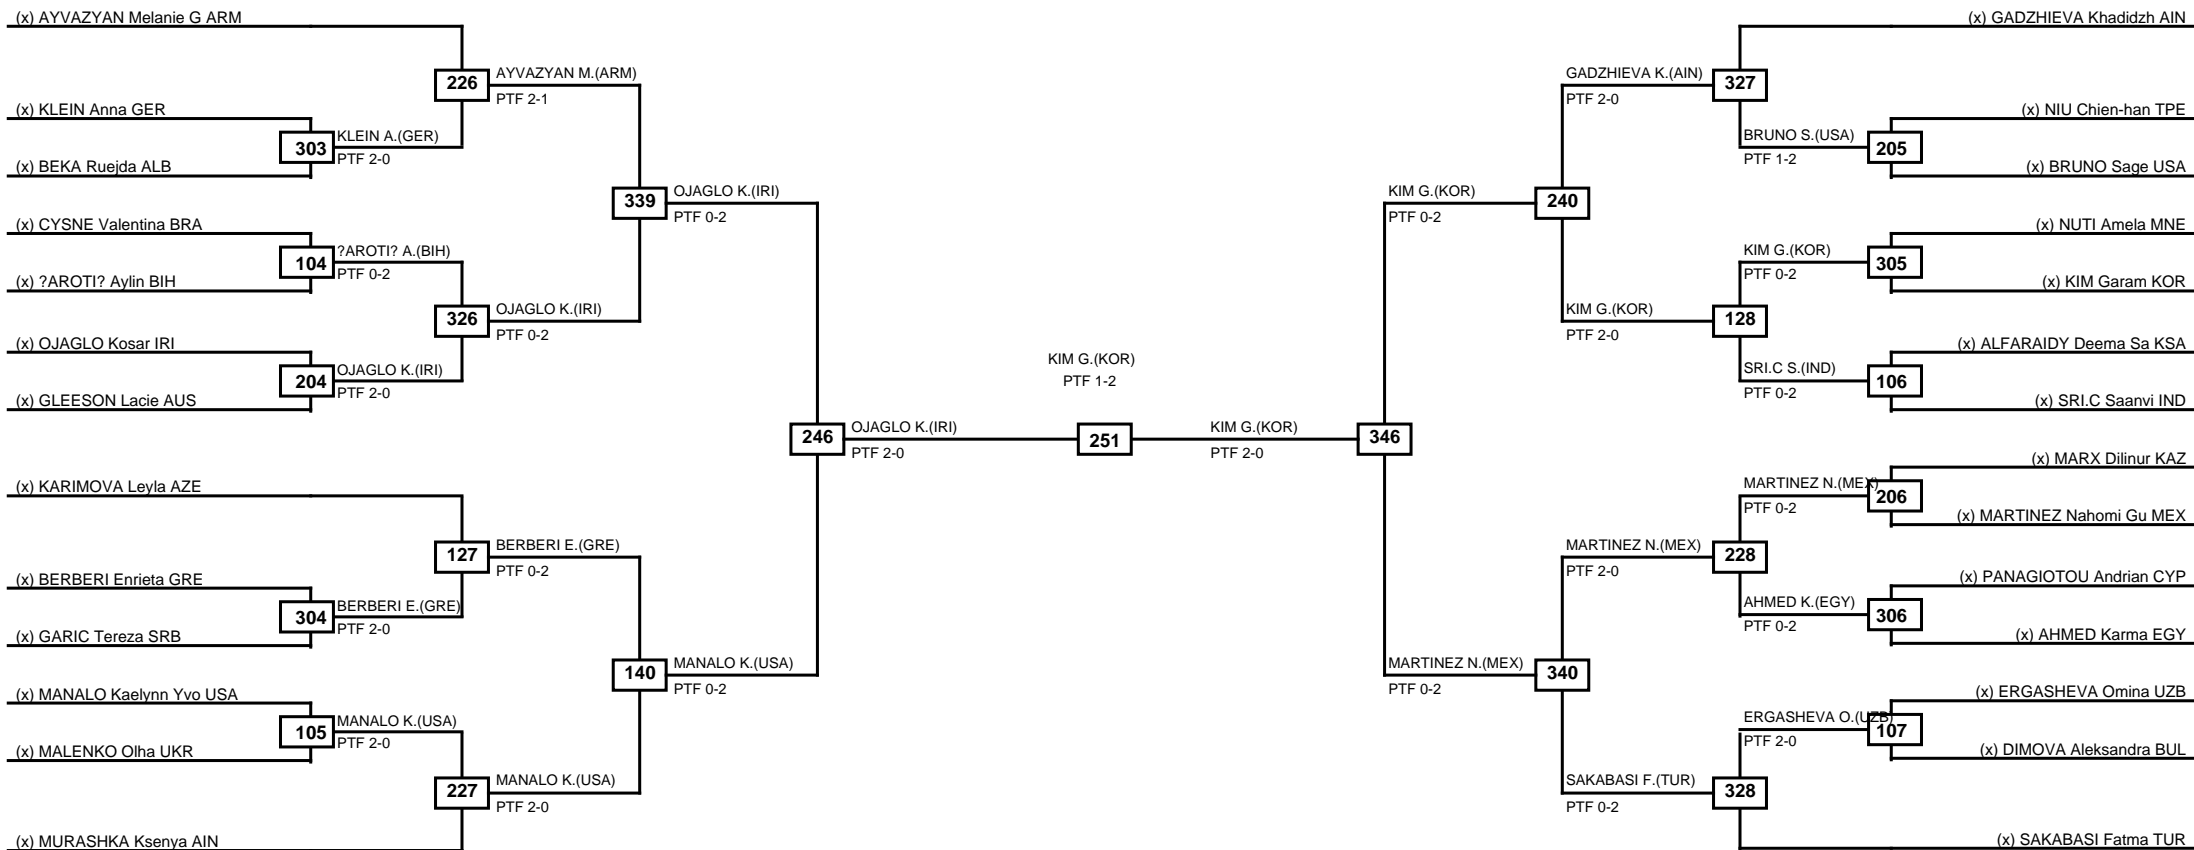 (x) AYVAZYAN Melanie G ARM
(x) KLEIN Anna GER
(x) BEKA Ruejda ALB
(x) CYSNE Valentina BRA
(x) ?AROTI? Aylin BIH
(x) OJAGLO Kosar IRI
(x) GLEESON Lacie AUS
(x) KARIMOVA Leyla AZE
(x) BERBERI Enrieta GRE
(x) GARIC Tereza SRB
(x) MANALO Kaelynn Yvo USA
(x) MALENKO Olha UKR
(x) MURASHKA Ksenya AIN
303
KLEIN A.(GER)
PTF 2-0
104
?AROTI? A.(BIH)
PTF 0-2
204
OJAGLO K.(IRI)
PTF 2-0
304
BERBERI E.(GRE)
PTF 2-0
105
MANALO K.(USA)
PTF 2-0
226
AYVAZYAN M.(ARM)
PTF 2-1
326
OJAGLO K.(IRI)
PTF 0-2
127
BERBERI E.(GRE)
PTF 0-2
227
MANALO K.(USA)
PTF 2-0
339
OJAGLO K.(IRI)
PTF 0-2
140
MANALO K.(USA)
PTF 0-2
246
OJAGLO K.(IRI)
PTF 2-0
KIM G.(KOR)
PTF 1-2
251
KIM G.(KOR)
PTF 2-0
346
KIM G.(KOR)
PTF 0-2
240
MARTINEZ N.(MEX)
PTF 0-2
340
GADZHIEVA K.(AIN)
PTF 2-0
327
KIM G.(KOR)
PTF 2-0
128
MARTINEZ N.(MEX)
PTF 2-0
228
SAKABASI F.(TUR)
PTF 0-2
328
BRUNO S.(USA)
PTF 1-2
205
KIM G.(KOR)
PTF 0-2
305
SRI.C S.(IND)
PTF 0-2
106
MARTINEZ N.(MEX)
PTF 0-2
206
AHMED K.(EGY)
PTF 0-2
306
ERGASHEVA O.(UZB)
PTF 2-0
107
(x) GADZHIEVA Khadidzh AIN
(x) NIU Chien-han TPE
(x) BRUNO Sage USA
(x) NUTI Amela MNE
(x) KIM Garam KOR
(x) ALFARAIDY Deema Sa KSA
(x) SRI.C Saanvi IND
(x) MARX Dilinur KAZ
(x) MARTINEZ Nahomi Gu MEX
(x) PANAGIOTOU Andrian CYP
(x) AHMED Karma EGY
(x) ERGASHEVA Omina UZB
(x) DIMOVA Aleksandra BUL
(x) SAKABASI Fatma TUR